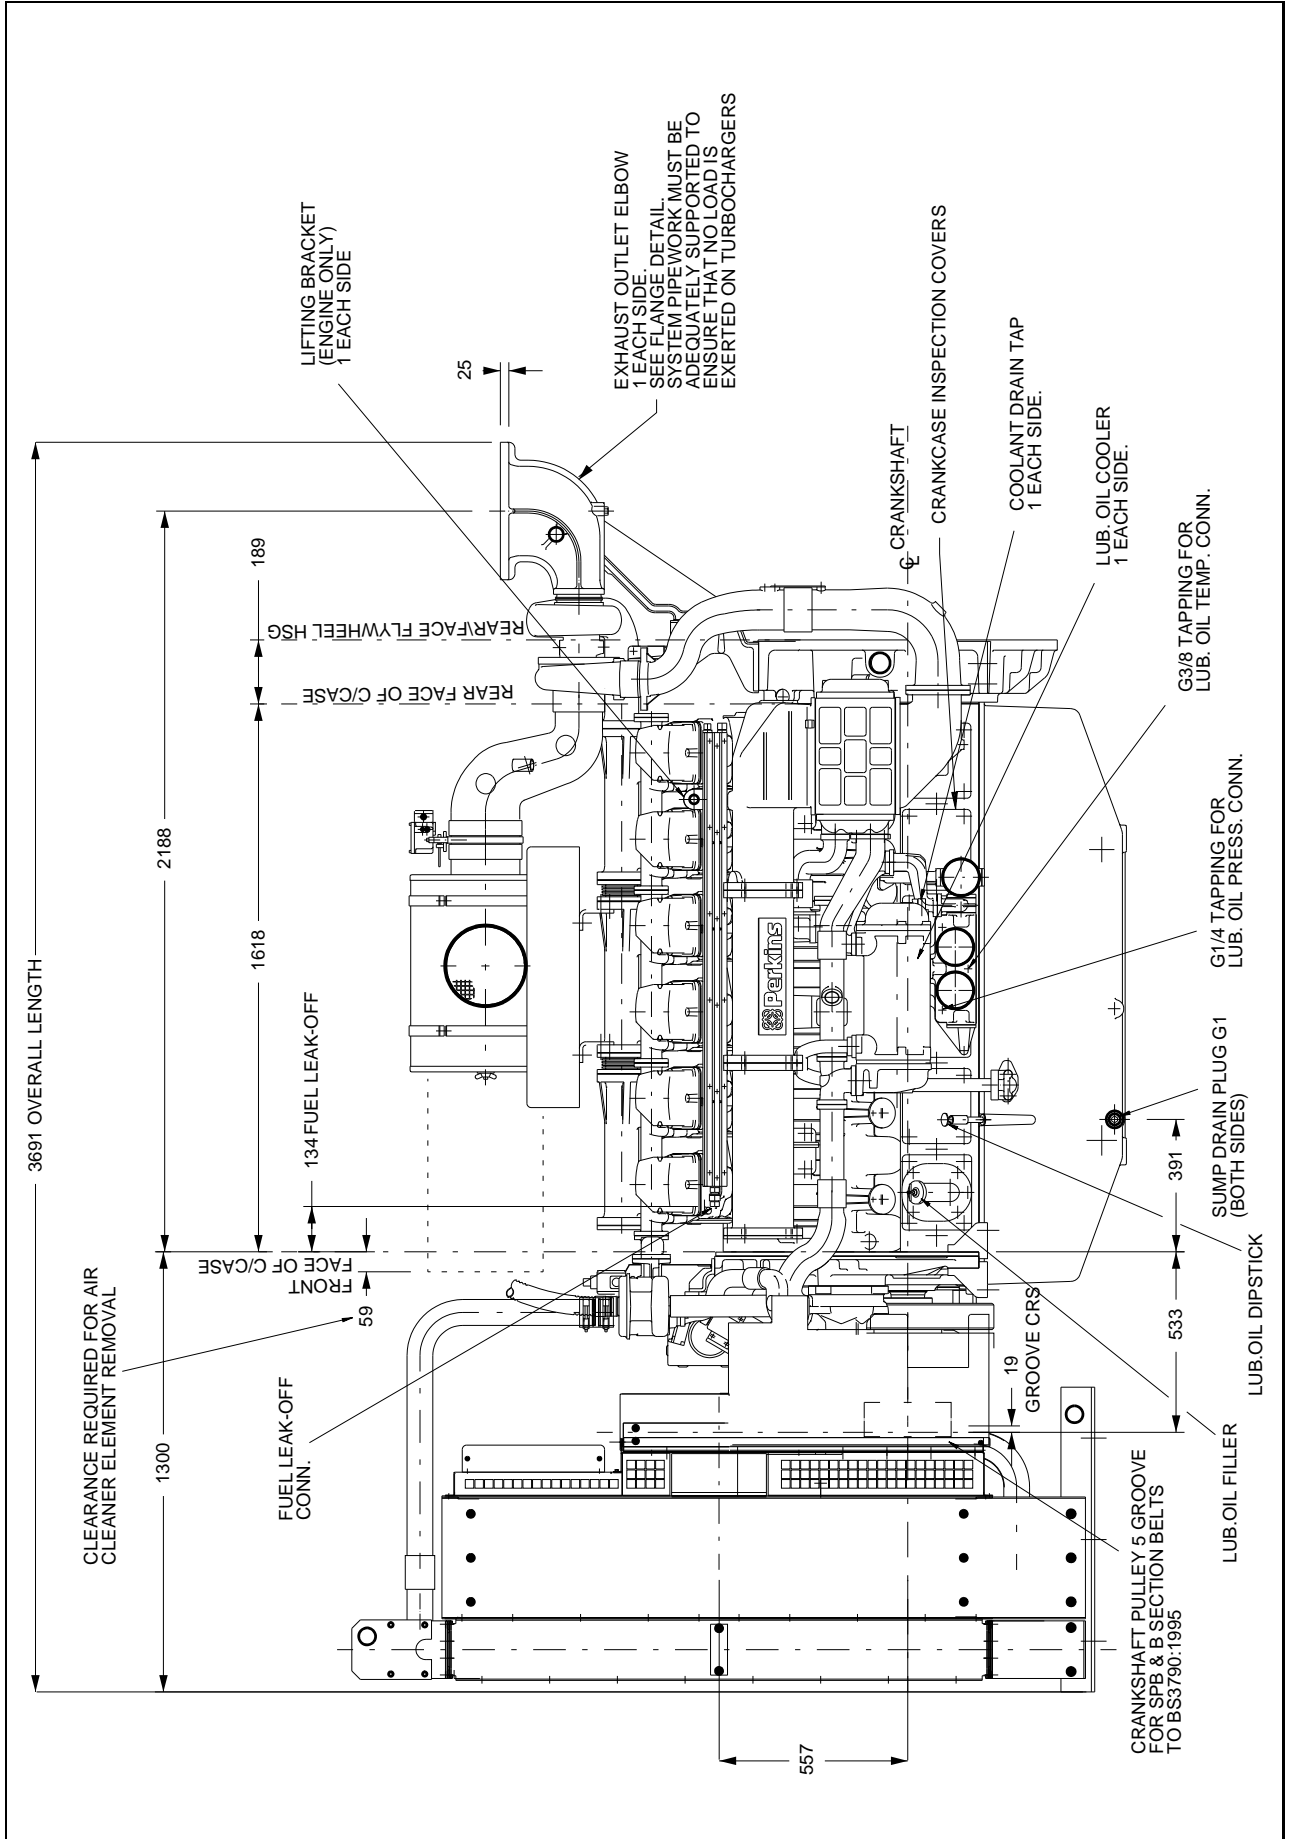 3691 OVERALL LENGTH
2188
1618
189
25
134 FUEL LEAK-OFF
1300
59
FRONT
FACE OF C/CASE
REAR FACE OF C/CASE
REAR\FACE FLYWHEEL HSG
CLEARANCE REQUIRED FOR AIR
CLEANER ELEMENT REMOVAL
LIFTING BRACKET
(ENGINE ONLY)
1 EACH SIDE
FUEL LEAK-OFF
CONN.
EXHAUST OUTLET ELBOW
1 EACH SIDE.
SEE FLANGE DETAIL.
SYSTEM PIPEWORK MUST BE
ADEQUATELY SUPPORTED TO
ENSURE THAT NO LOAD IS
EXERTED ON TURBOCHARGERS
Perkins
557
CRANKSHAFT
CRANKCASE INSPECTION COVERS
COOLANT DRAIN TAP
1 EACH SIDE.
LUB. OIL COOLER
1 EACH SIDE.
G3/8 TAPPING FOR
LUB. OIL TEMP. CONN.
G1/4 TAPPING FOR
LUB. OIL PRESS. CONN.
SUMP DRAIN PLUG G1
(BOTH SIDES)
391
533
19
GROOVE CRS
LUB.OIL DIPSTICK
LUB.OIL FILLER
CRANKSHAFT PULLEY 5 GROOVE
FOR SPB & B SECTION BELTS
TO BS3790:1995